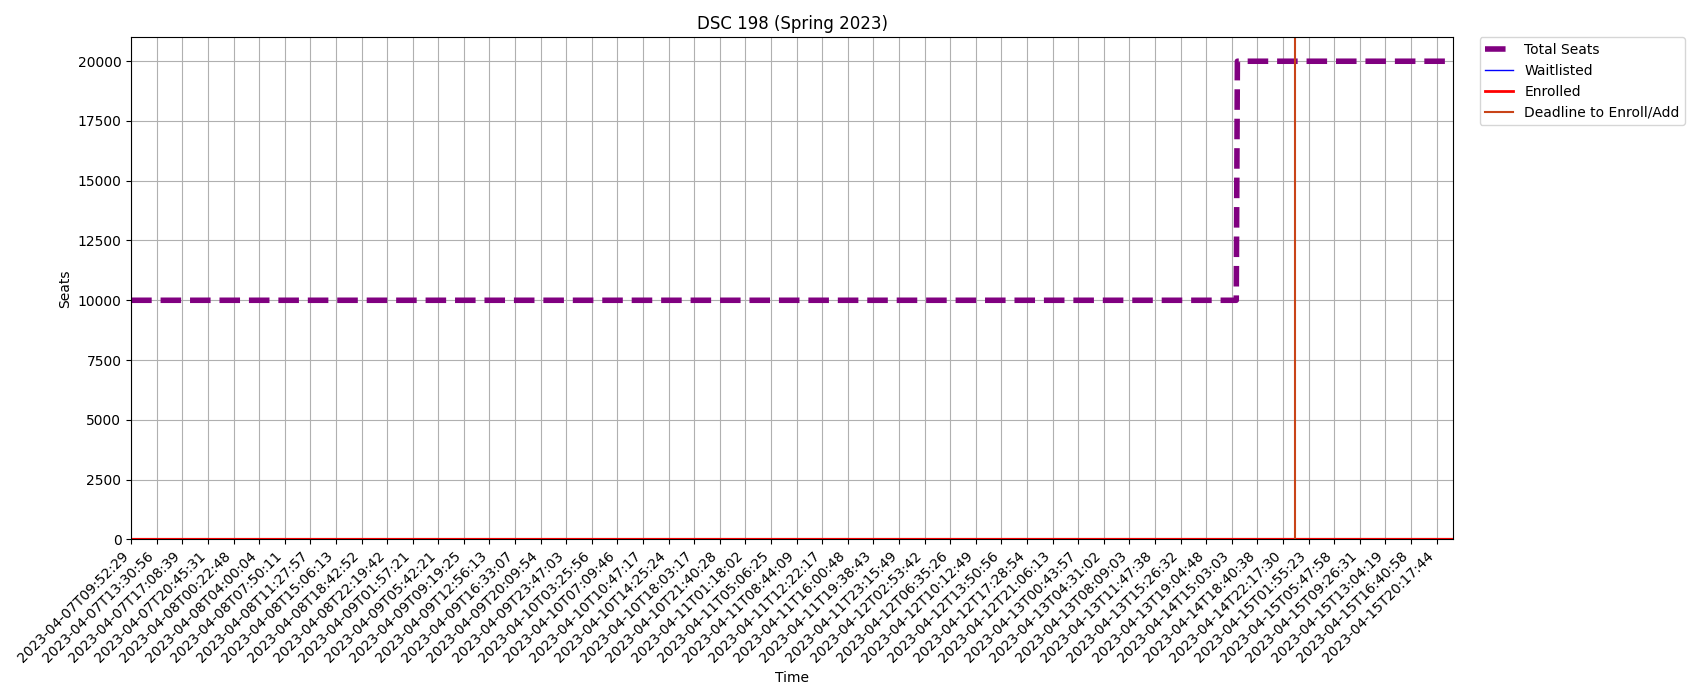 DSC 198 (Spring 2023)
Total Seats
Waitlisted
Enrolled
Deadline to Enroll/Add
20000
17500
15000
12500
10000
7500
5000
2500
0
Seats
2023-04-07T09:52:29
2023-04-07T13:30:56
2023-04-07T17:08:39
2023-04-07T20:45:31
2023-04-08T00:22:48
2023-04-08T04:00:04
2023-04-08T07:50:11
2023-04-08T11:27:57
2023-04-08T15:06:13
2023-04-08T18:42:52
2023-04-08T22:19:42
2023-04-09T01:57:21
2023-04-09T05:42:21
2023-04-09T09:19:25
2023-04-09T12:56:13
2023-04-09T16:33:07
2023-04-09T20:09:54
2023-04-09T23:47:03
2023-04-10T03:25:56
2023-04-10T07:09:46
2023-04-10T10:47:17
2023-04-10T14:25:24
2023-04-10T18:03:17
2023-04-10T21:40:28
2023-04-11T01:18:02
2023-04-11T05:06:25
2023-04-11T08:44:09
2023-04-11T12:22:17
2023-04-11T16:00:48
2023-04-11T19:38:43
2023-04-11T23:15:49
2023-04-12T02:53:42
2023-04-12T06:35:26
2023-04-12T10:12:49
2023-04-12T13:50:56
2023-04-12T17:28:54
2023-04-12T21:06:13
2023-04-13T00:43:57
2023-04-13T04:31:02
2023-04-13T08:09:03
2023-04-13T11:47:38
2023-04-13T15:26:32
2023-04-13T19:04:48
2023-04-14T15:03:03
2023-04-14T18:40:38
2023-04-14T22:17:30
2023-04-15T01:55:23
2023-04-15T05:47:58
2023-04-15T09:26:31
2023-04-15T13:04:19
2023-04-15T16:40:58
2023-04-15T20:17:44
Time